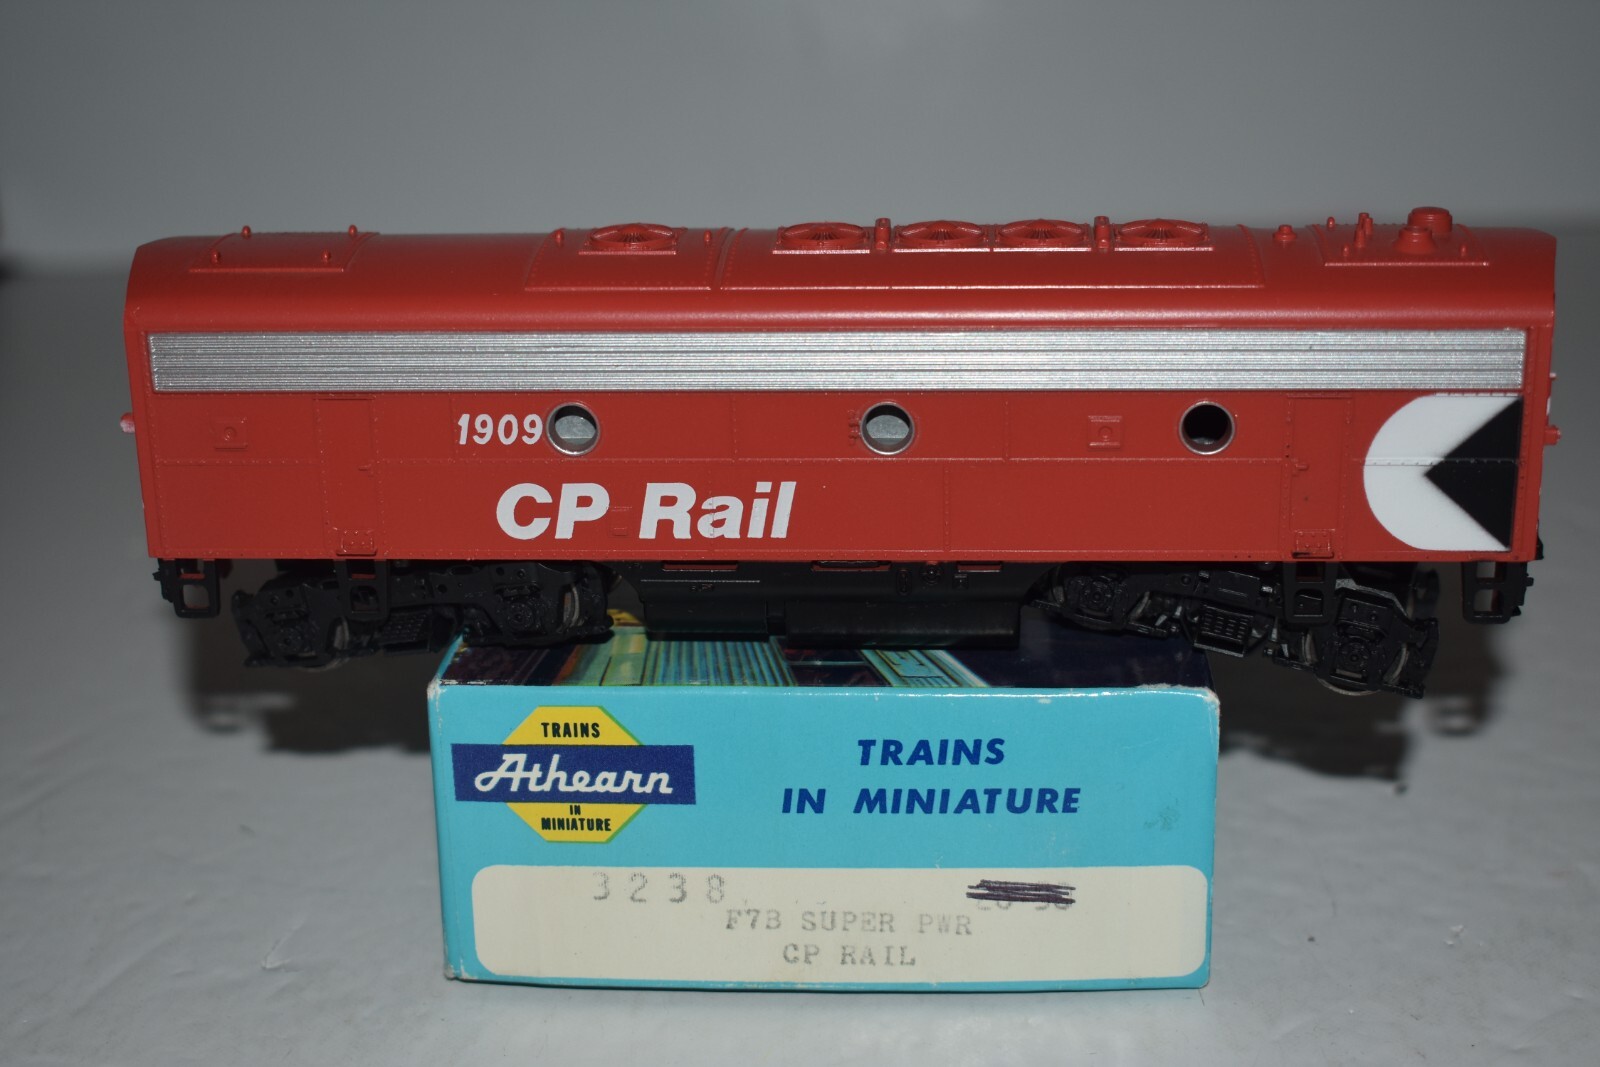 1909
CP Rail
TRAINS
Athearn
IN
MINIATURE
TRAINS
IN MINIATURE
3238
F7B SUPER PWR
CP RAIL